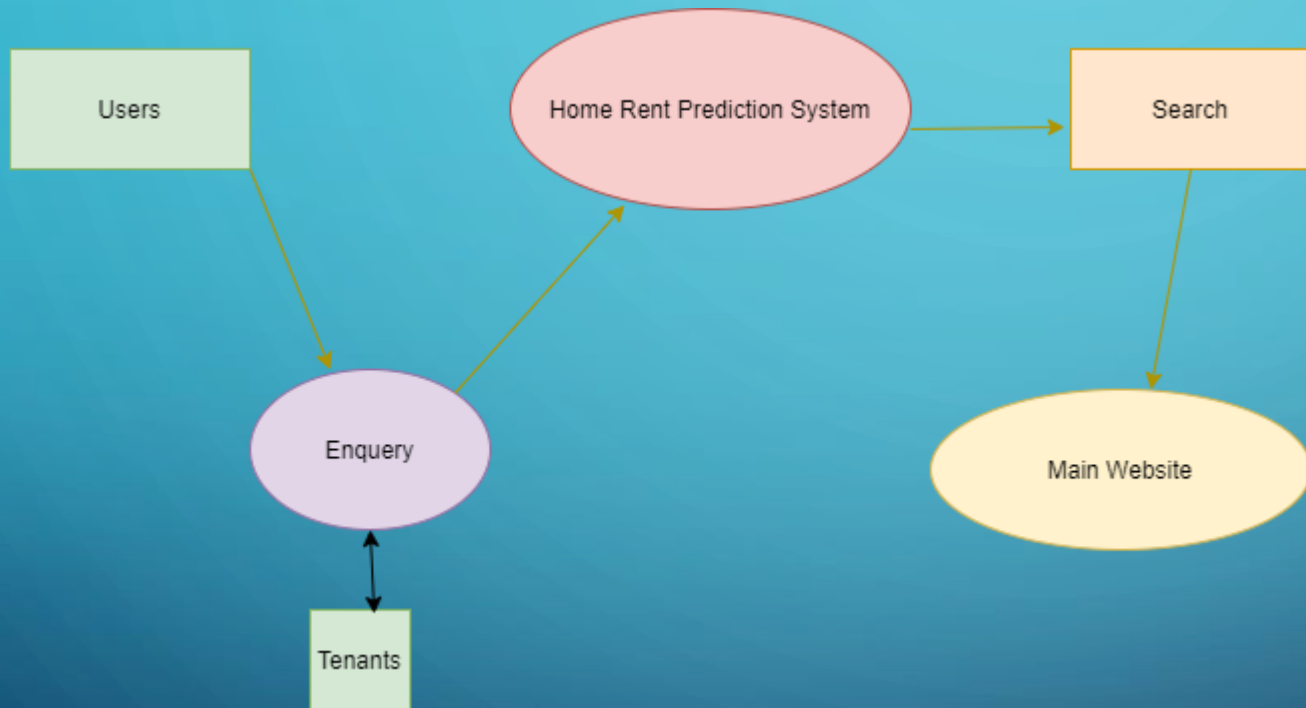 Users
Home Rent Prediction System
Search
Enquery
Main Website
Tenants